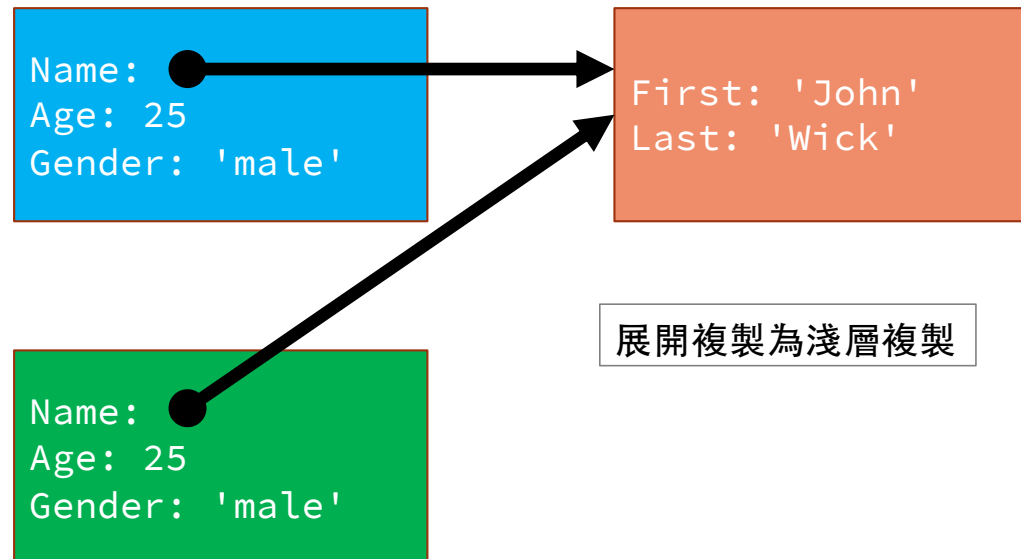 Name:
Age: 25
Gender: 'male'
First: 'John'
Last: 'Wick'
展開複製為淺層複製
Name:
Age: 25
Gender: 'male'